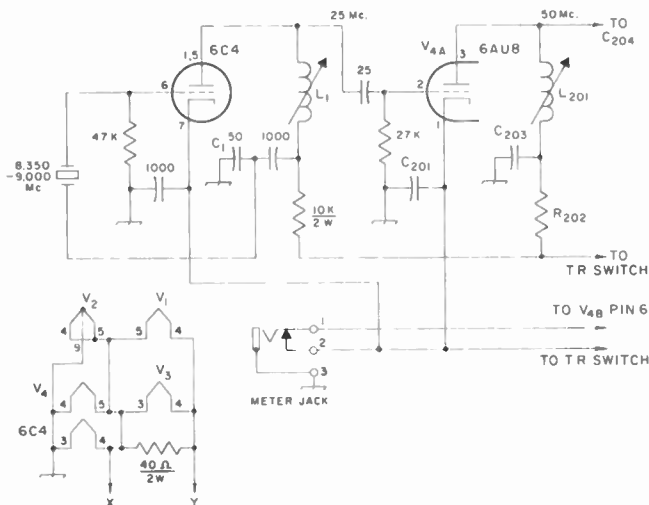 25 Mc.
50 Mc.
TO
C204
1,5
6C4
V4A
3
6AU8
6
7
L1
25
2
1
L201
47K
C1
50
1000
27K
C203
8.350
-9.000
Mc
1000
C201
10K
2W
R202
TO
TR SWITCH
V2
V1
4
5
5
4
9
1
TO V4B PIN 6
2
TO TR SWITCH
3
METER JACK
V4
V3
4
5
3
4
6C4
3
4
40Ω
2W
X
Y